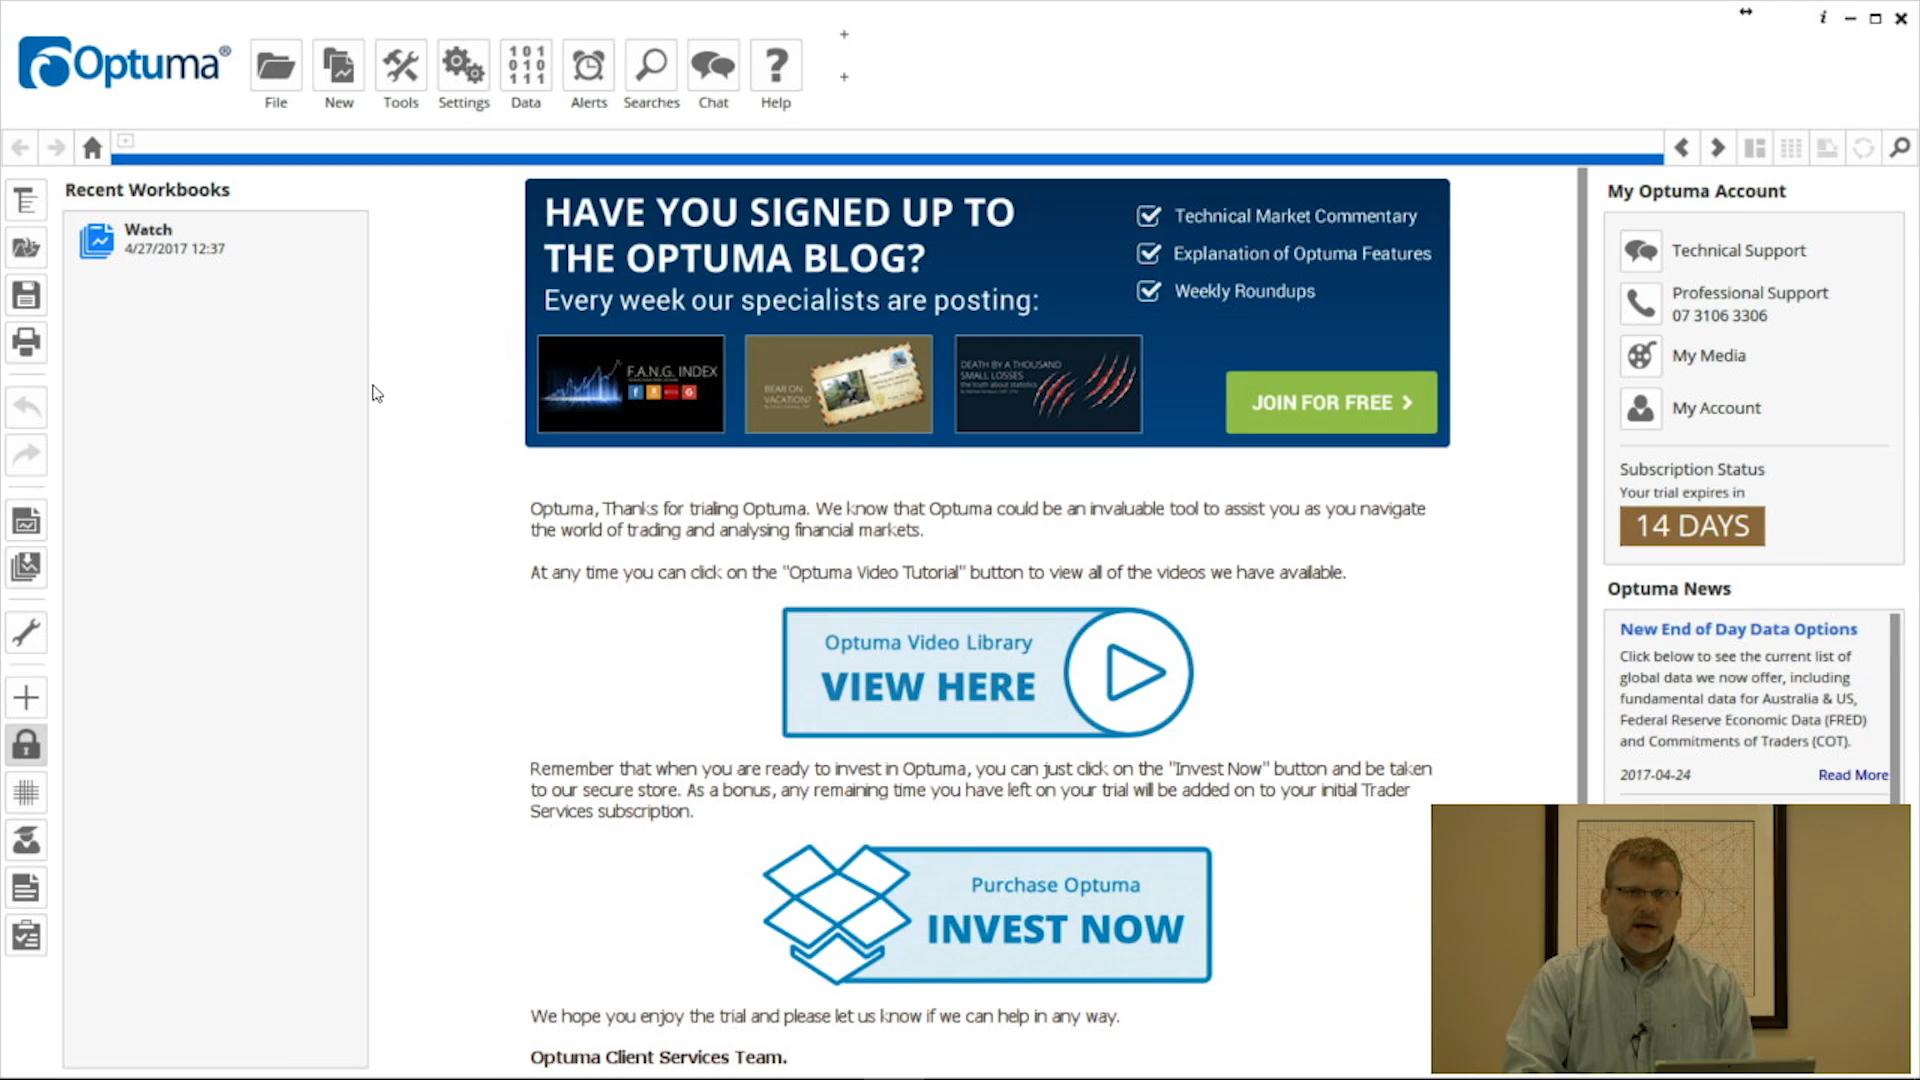 Optuma®
File
New
Tools
Settings
Data
Alerts
Searches
Chat
Help
Recent Workbooks
Watch
4/27/2017 12:37
HAVE YOU SIGNED UP TO
THE OPTUMA BLOG?
Every week our specialists are posting:
Technical Market Commentary
Explanation of Optuma Features
Weekly Roundups
F.A.N.G. INDEX
BEAR ON
VACATION?
DEATH BY A THOUSAND
SMALL LOSSES
the truth about statistics
JOIN FOR FREE
Optuma, Thanks for trialing Optuma. We know that Optuma could be an invaluable tool to assist you as you navigate
the world of trading and analysing financial markets.
At any time you can click on the "Optuma Video Tutorial" button to view all of the videos we have available.
Optuma Video Library
VIEW HERE
Remember that when you are ready to invest in Optuma, you can just click on the "Invest Now" button and be taken
to our secure store. As a bonus, any remaining time you have left on your trial will be added on to your initial Trader
Services subscription.
Purchase Optuma
INVEST NOW
We hope you enjoy the trial and please let us know if we can help in any way.
Optuma Client Services Team.
My Optuma Account
Technical Support
Professional Support
07 3106 3306
My Media
My Account
Subscription Status
Your trial expires in
14 DAYS
Optuma News
New End of Day Data Options
Click below to see the current list of
global data we now offer, including
fundamental data for Australia & US,
Federal Reserve Economic Data (FRED)
and Commitments of Traders (COT).
2017-04-24
Read More